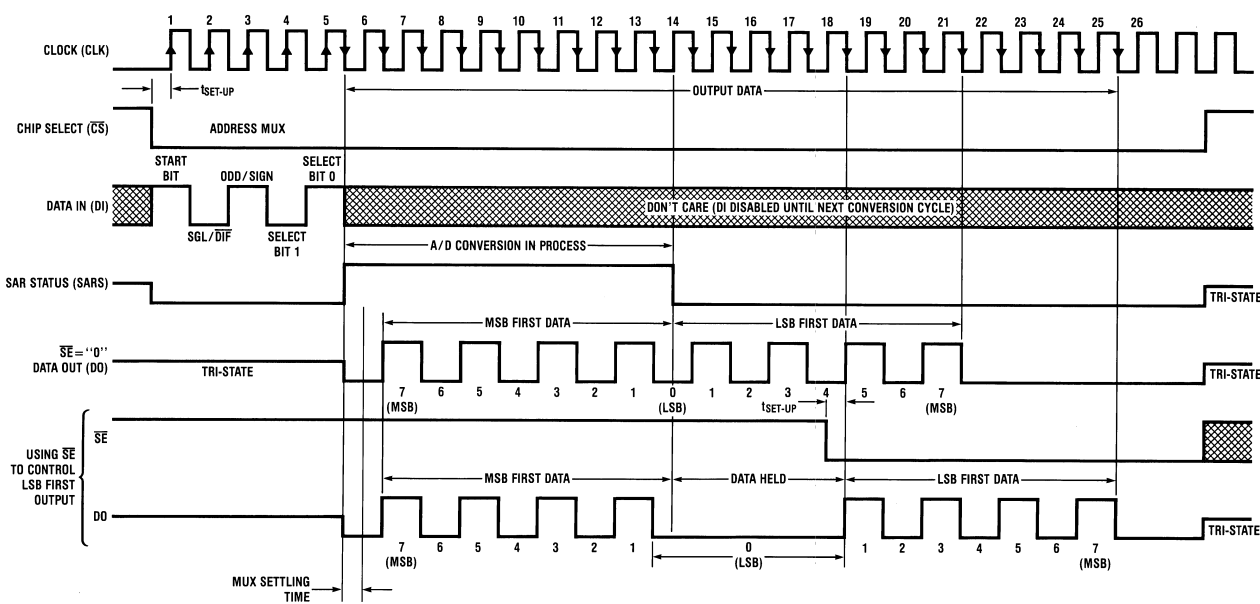 1 2 3 4 5 6 7 8 9 10 11 12 13 14 15 16 17 18 19 20 21 22 23 24 25 26
CLOCK (CLK)
tSET-UP
OUTPUT DATA
CHIP SELECT (C̅S̅)
ADDRESS MUX
START
BIT
ODD/SIGN
SELECT
BIT 0
DATA IN (DI)
DON'T CARE (DI DISABLED UNTIL NEXT CONVERSION CYCLE)
SGL/D̅I̅F̅
SELECT
BIT 1
A/D CONVERSION IN PROCESS
SAR STATUS (SARS)
TRI-STATE
MSB FIRST DATA
LSB FIRST DATA
S̅E̅="0"
DATA OUT (DO)
TRI-STATE
TRI-STATE
7 6 5 4 3 2 1 0 1 2 3 4 5 6 7
(MSB) (LSB) tSET-UP (MSB)
S̅E̅
USING S̅E̅
TO CONTROL
LSB FIRST
OUTPUT
MSB FIRST DATA
DATA HELD
LSB FIRST DATA
DO
TRI-STATE
7 6 5 4 3 2 1 0 1 2 3 4 5 6 7
(MSB) (LSB) (MSB)
MUX SETTLING
TIME